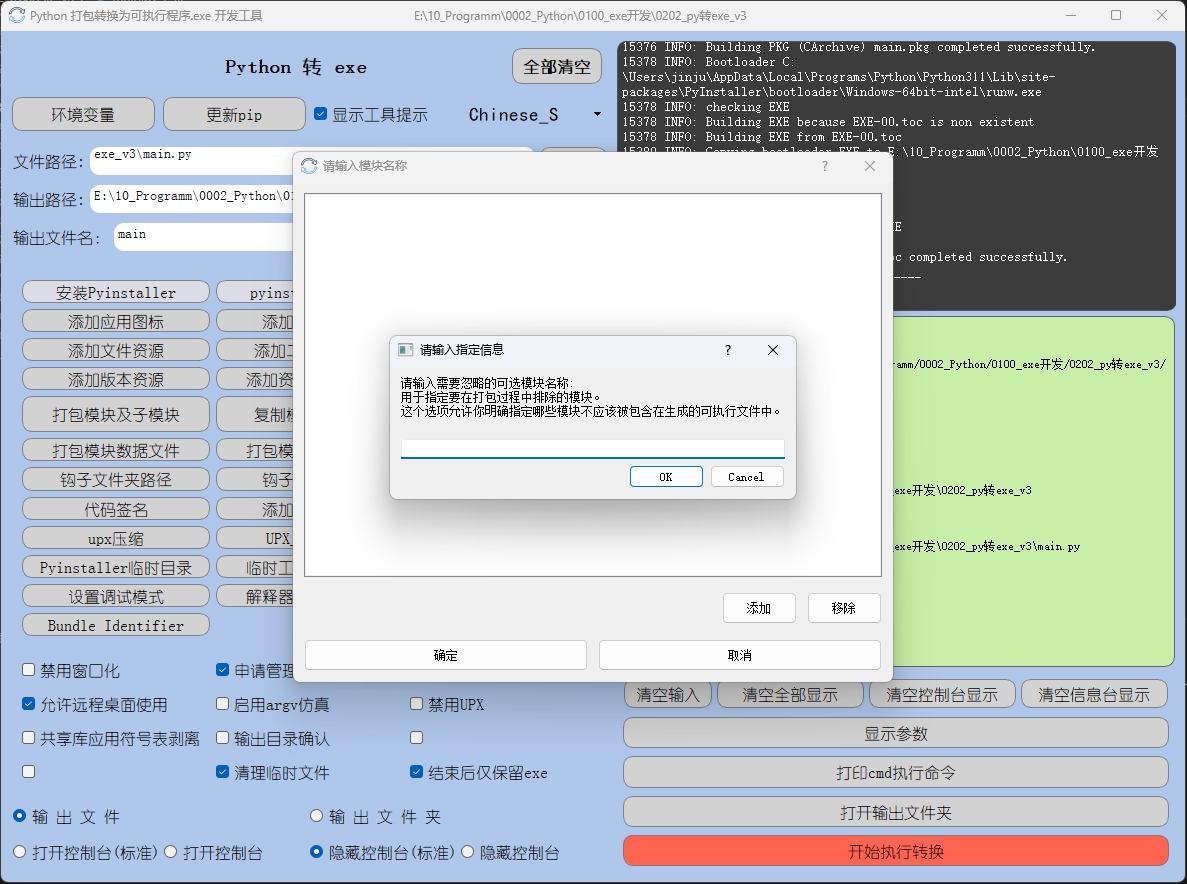 Python 打包转换为可执行程序.exe 开发工具
E:\10_Programm\0002_Python\0100_exe开发\0202_py转exe_v3
Python 转 exe
全部清空
环境变量
更新pip
显示工具提示
Chinese_S
文件路径:
exe_v3\main.py
输出路径:
E:\10_Programm\0002_Python\01
输出文件名:
main
安装Pyinstaller
pyins
添加应用图标
添加
添加文件资源
添加
添加版本资源
添加资
打包模块及子模块
复制
打包模块数据文件
打包模
钩子文件夹路径
钩子
代码签名
添加
upx压缩
UPX
Pyinstaller临时目录
临时工
设置调试模式
解释器
Bundle Identifier
禁用窗口化
申请管理
允许远程桌面使用
启用argv仿真
禁用UPX
共享库应用符号表剥离
输出目录确认
清理临时文件
结束后仅保留exe
输 出 文 件
输 出 文 件 夹
打开控制台(标准)
打开控制台
隐藏控制台(标准)
隐藏控制台
15376 INFO: Building PKG (CArchive) main.pkg completed successfully.
15378 INFO: Bootloader C:
\Users\jinju\AppData\Local\Programs\Python\Python311\Lib\site-
packages\PyInstaller\bootloader\Windows-64bit-intel\runw.exe
15378 INFO: checking EXE
15378 INFO: Building EXE because EXE-00.toc is non existent
15378 INFO: Building EXE from EXE-00.toc
15380 INFO: Copying bootloader EXE to E:\10_Programm\0002_Python\0100_exe开发
XE
oc completed successfully.
----
amm/0002_Python/0100_exe开发/0202_py转exe_v3/
exe开发\0202_py转exe_v3
exe开发\0202_py转exe_v3\main.py
请输入模块名称
?
请输入指定信息
?
请输入需要忽略的可选模块名称:
用于指定要在打包过程中排除的模块。
这个选项允许你明确指定哪些模块不应该被包含在生成的可执行文件中。
OK
Cancel
添加
移除
确定
取消
清空输入
清空全部显示
清空控制台显示
清空信息台显示
显示参数
打印cmd执行命令
打开输出文件夹
开始执行转换